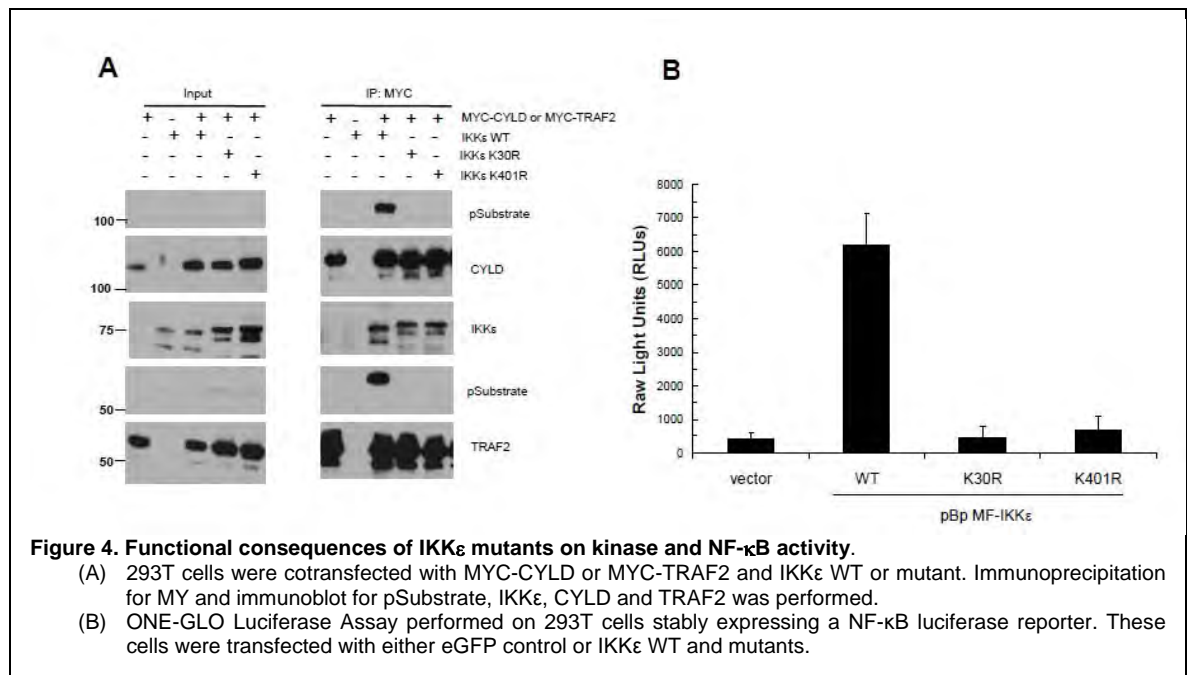 A
Input
IP: MYC
+ - + + +
+ - + + +
MYC-CYLD or MYC-TRAF2
- + + - -
- + + - -
IKKs WT
- - - + -
- - - + -
IKKs K30R
- - - - +
- - - - +
IKKs K401R
100
pSubstrate
CYLD
100
75
IKKs
pSubstrate
50
TRAF2
50
B
Raw Light Units (RLUs)
8000
7000
6000
5000
4000
3000
2000
1000
0
vector
WT
K30R
K401R
pBp MF-IKKε
Figure 4. Functional consequences of IKKε mutants on kinase and NF-κB activity.
(A) 293T cells were cotransfected with MYC-CYLD or MYC-TRAF2 and IKKε WT or mutant. Immunoprecipitation
for MY and immunoblot for pSubstrate, IKKε, CYLD and TRAF2 was performed.
(B) ONE-GLO Luciferase Assay performed on 293T cells stably expressing a NF-κB luciferase reporter. These
cells were transfected with either eGFP control or IKKε WT and mutants.